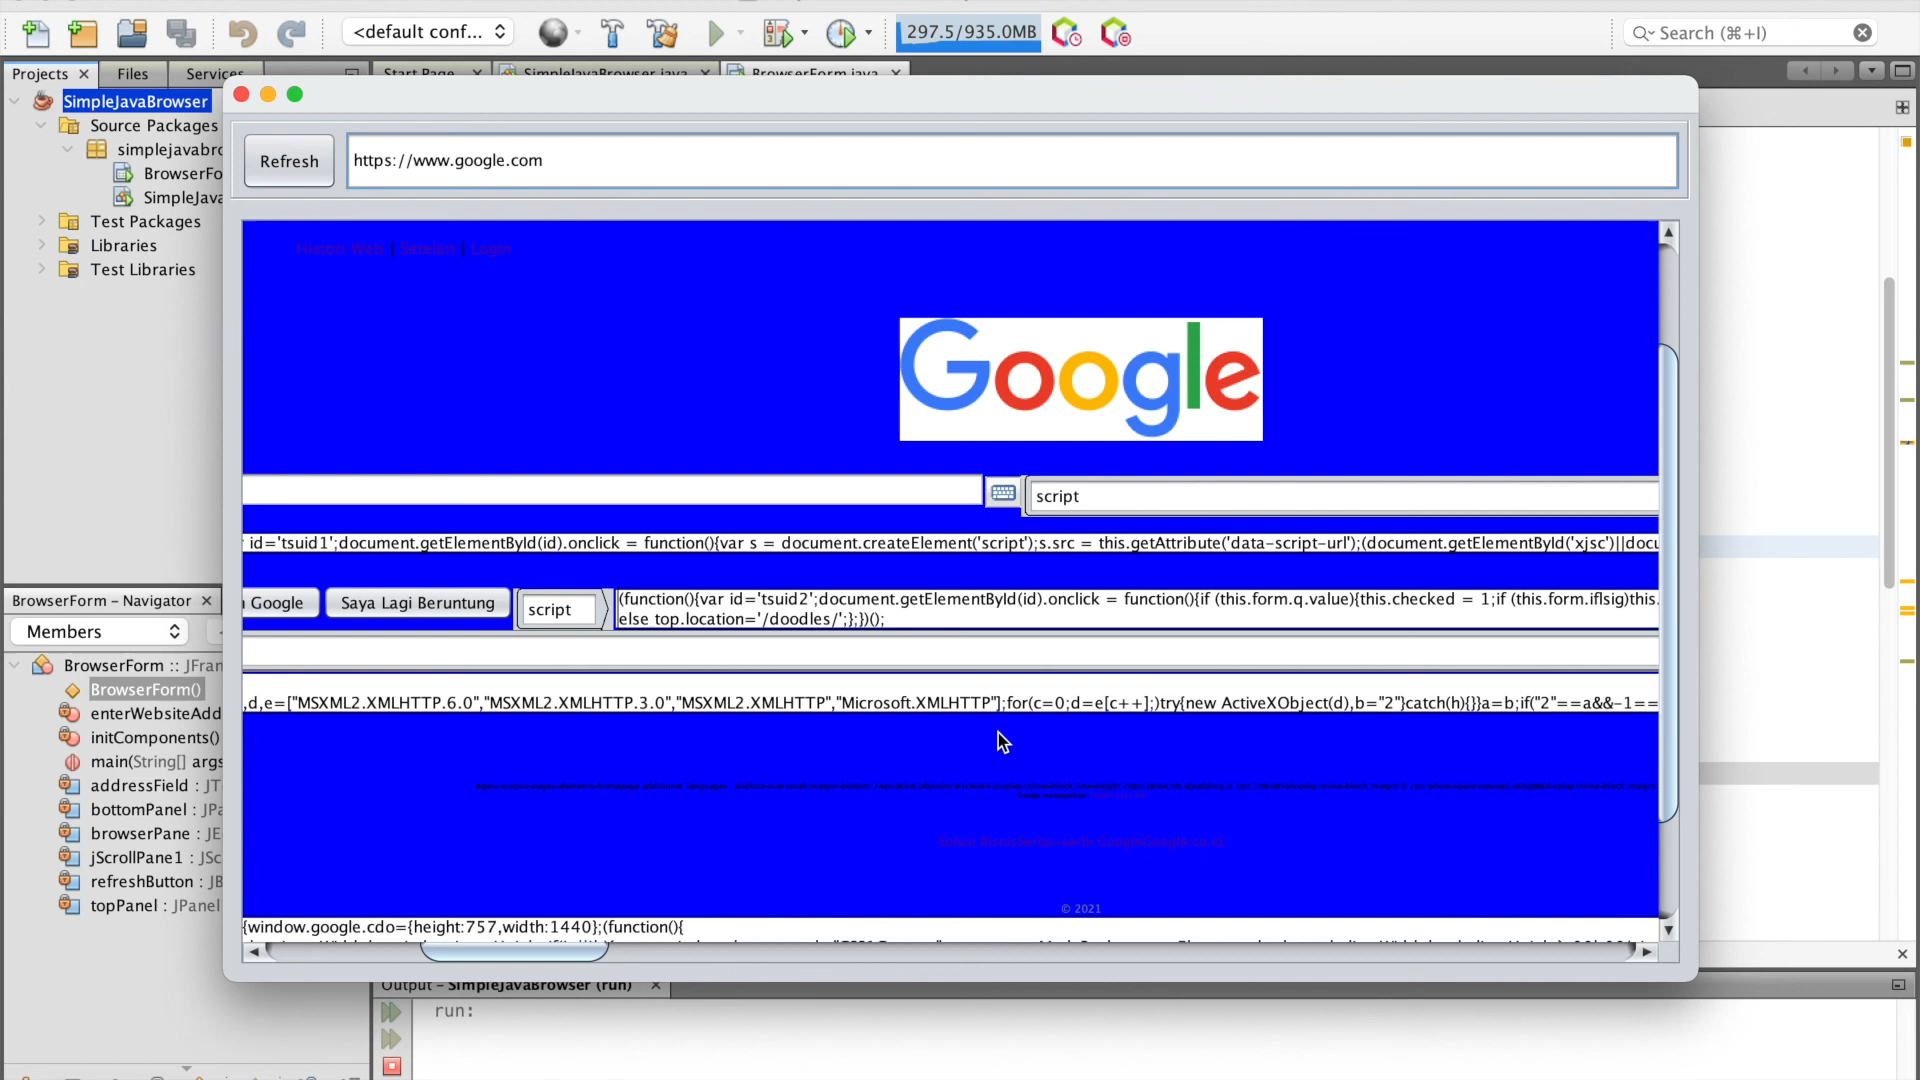 <default conf...
297.5/935.0MB
Search (⌘+I)
Projects
Files
Services
Start Page
SimpleJavaBrowser.java
BrowserForm.java
SimpleJavaBrowser
Source Packages
simplejavabro
BrowserFo
SimpleJava
Test Packages
Libraries
Test Libraries
Refresh
https://www.google.com
Histori Web | Setelan | Login
Google
script
id='tsuid1';document.getElementById(id).onclick = function(){var s = document.createElement('script');s.src = this.getAttribute('data-script-url');(document.getElementById('xjsc')||docu
Google
Saya Lagi Beruntung
script
(function(){var id='tsuid2';document.getElementById(id).onclick = function(){if (this.form.q.value){this.checked = 1;if (this.form.iflsig)this.
else top.location='/doodles/';};})();
,d,e=["MSXML2.XMLHTTP.6.0","MSXML2.XMLHTTP.3.0","MSXML2.XMLHTTP","Microsoft.XMLHTTP"];for(c=0;d=e[c++];)try{new ActiveXObject(d),b="2"}catch(h){}}a=b;if("2"==a&&-1==
© 2021
{window.google.cdo={height:757,width:1440};(function(){
BrowserForm - Navigator
Members
BrowserForm :: JFran
BrowserForm()
enterWebsiteAdd
initComponents()
main(String[] args
addressField : JT
bottomPanel : JPa
browserPane : JE
jScrollPane1 : JSc
refreshButton : JB
topPanel : JPanel
Output - SimpleJavaBrowser (run)
run: